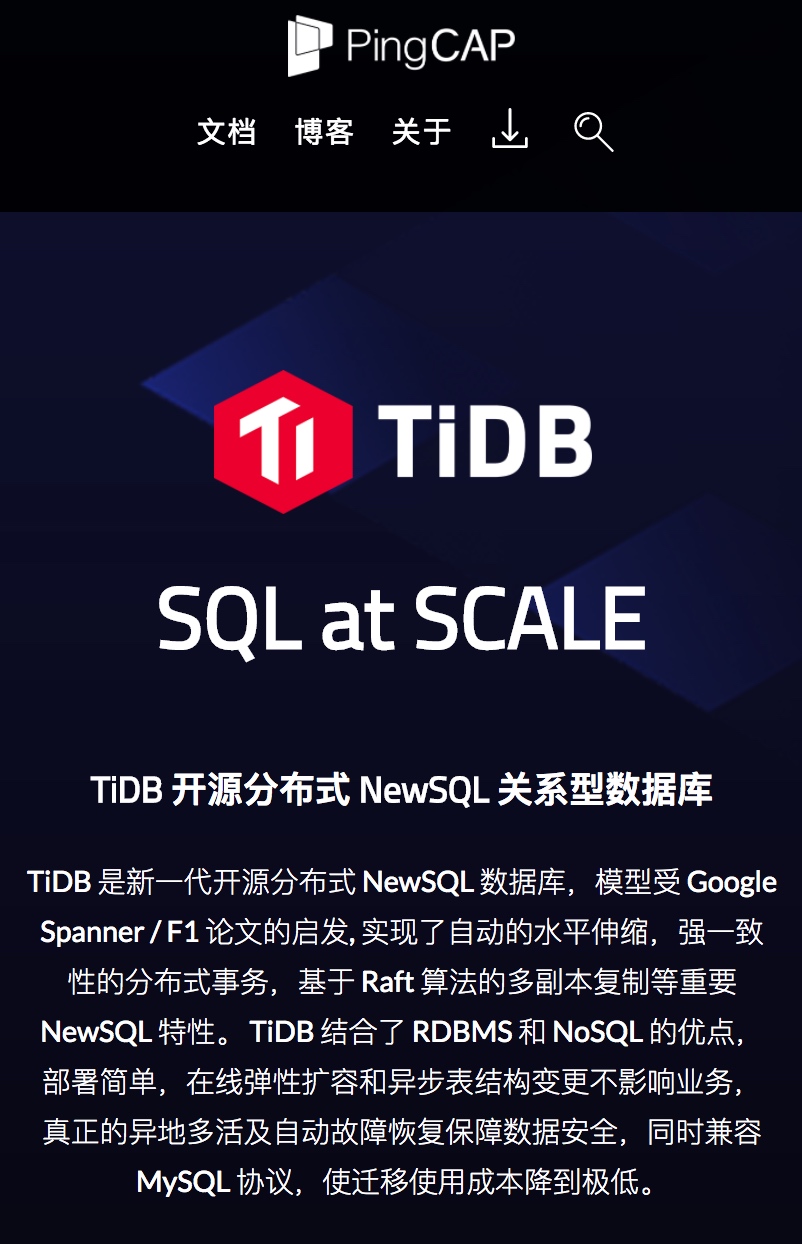 PingCAP
文档 博客 关于
TiDB
SQL at SCALE
TiDB 开源分布式 NewSQL 关系型数据库
TiDB 是新一代开源分布式 NewSQL 数据库，模型受 Google
Spanner / F1 论文的启发, 实现了自动的水平伸缩，强一致
性的分布式事务，基于 Raft 算法的多副本复制等重要
NewSQL 特性。 TiDB 结合了 RDBMS 和 NoSQL 的优点，
部署简单，在线弹性扩容和异步表结构变更不影响业务，
真正的异地多活及自动故障恢复保障数据安全，同时兼容
MySQL 协议，使迁移使用成本降到极低。